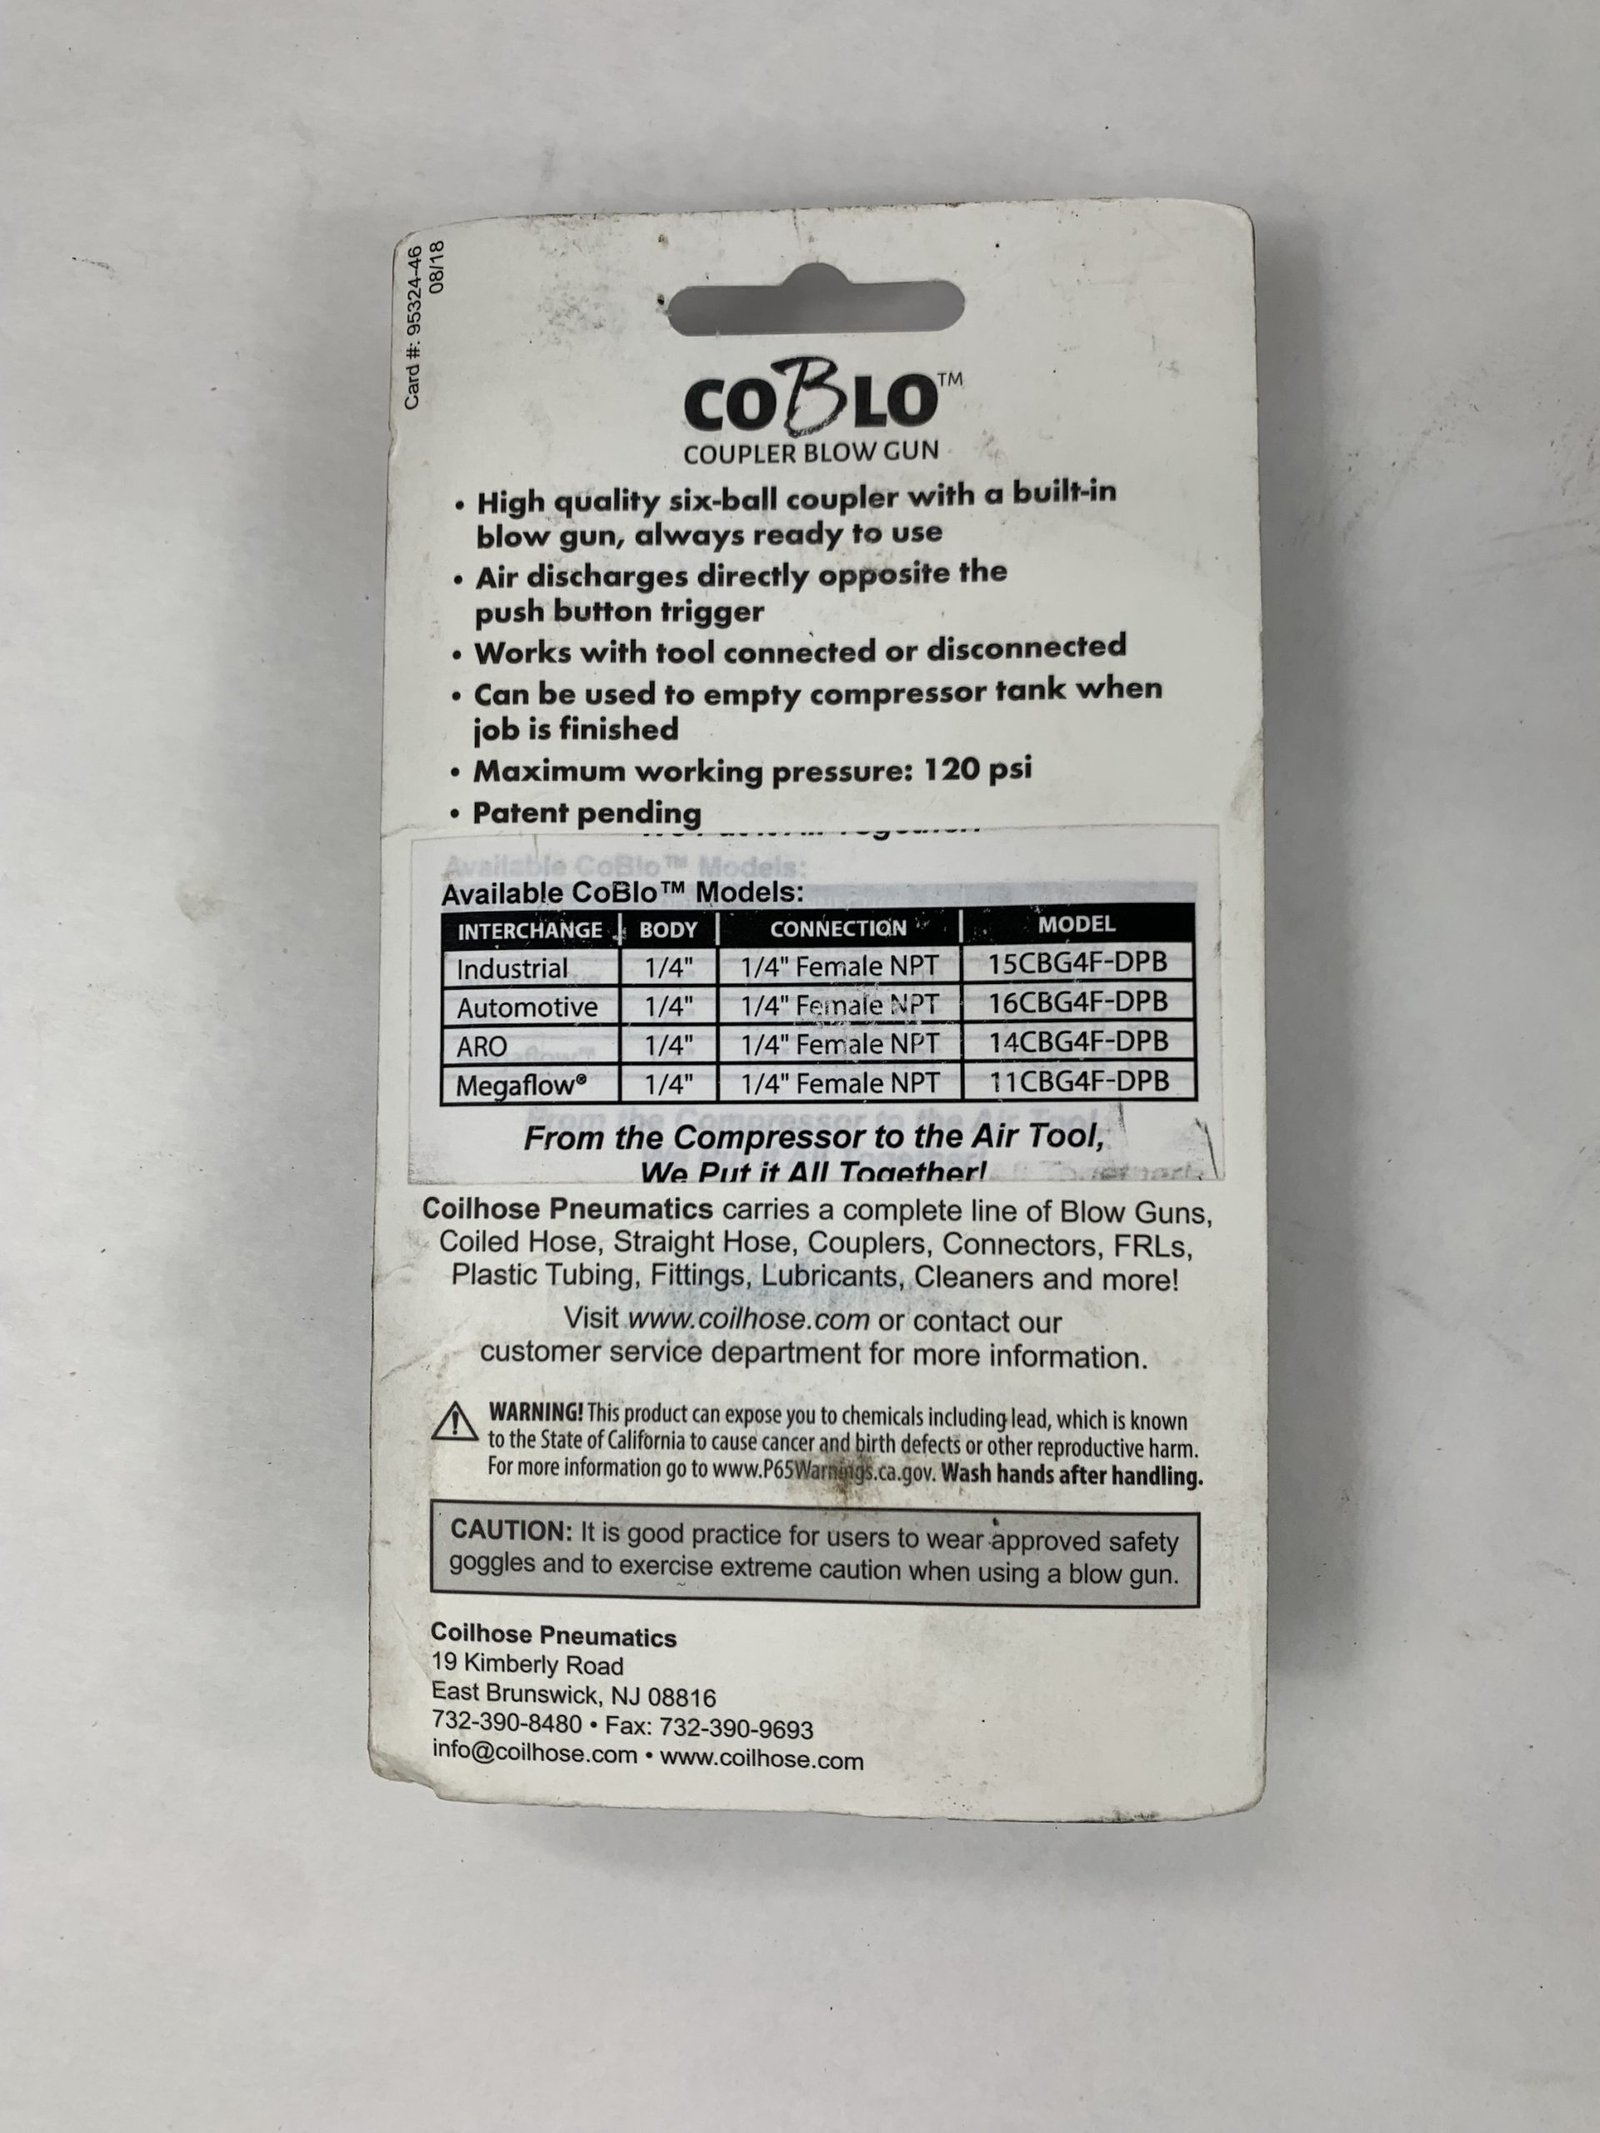 Card #: 95324-46
08/18
COBLO™
COUPLER BLOW GUN
• High quality six-ball coupler with a built-in
blow gun, always ready to use
• Air discharges directly opposite the
push button trigger
• Works with tool connected or disconnected
• Can be used to empty compressor tank when
job is finished
• Maximum working pressure: 120 psi
• Patent pending
Available CoBlo™ Models:
Available CoBlo™ Models:
INTERCHANGE BODY CONNECTION MODEL
Industrial 1/4" 1/4" Female NPT 15CBG4F-DPB
Automotive 1/4" 1/4" Female NPT 16CBG4F-DPB
ARO 1/4" 1/4" Female NPT 14CBG4F-DPB
Megaflow® 1/4" 1/4" Female NPT 11CBG4F-DPB
From the Compressor to the Air Tool,
We Put it All Together!
Coilhose Pneumatics carries a complete line of Blow Guns,
Coiled Hose, Straight Hose, Couplers, Connectors, FRLs,
Plastic Tubing, Fittings, Lubricants, Cleaners and more!
Visit www.coilhose.com or contact our
customer service department for more information.
WARNING! This product can expose you to chemicals including lead, which is known
to the State of California to cause cancer and birth defects or other reproductive harm.
For more information go to www.P65Warnings.ca.gov. Wash hands after handling.
CAUTION: It is good practice for users to wear approved safety
goggles and to exercise extreme caution when using a blow gun.
Coilhose Pneumatics
19 Kimberly Road
East Brunswick, NJ 08816
732-390-8480 • Fax: 732-390-9693
info@coilhose.com • www.coilhose.com